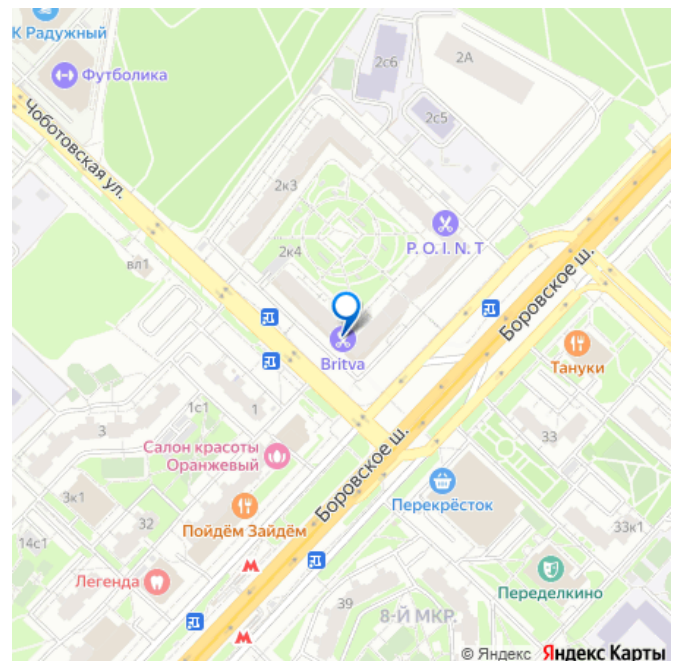 К Радужный
Футболика
2с6
2А
2с5
Чоботовская ул.
2к3
P. O. I. N. T
2к4
вл1
Боровское ш.
Britva
Тануки
1с1
1
3
Салон красоты
Оранжевый
33
Боровское ш.
Перекрёсток
3к1
32
Пойдём Зайдём
33к1
14с1
Легенда
М
Переделкино
39
8-Й МКР.
М
© Яндекс Яндекс Карты